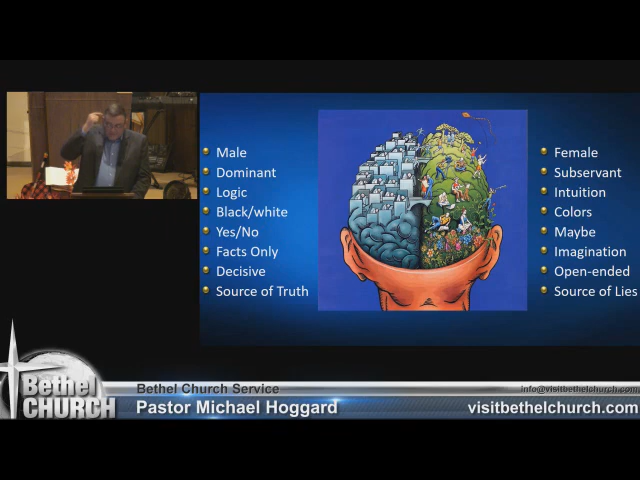 Male
Dominant
Logic
Black/white
Yes/No
Facts Only
Decisive
Source of Truth
Female
Subservant
Intuition
Colors
Maybe
Imagination
Open-ended
Source of Lies
Bethel
CHURCH
Bethel Church Service
info@visitbethelchurch.com
Pastor Michael Hoggard
visitbethelchurch.com